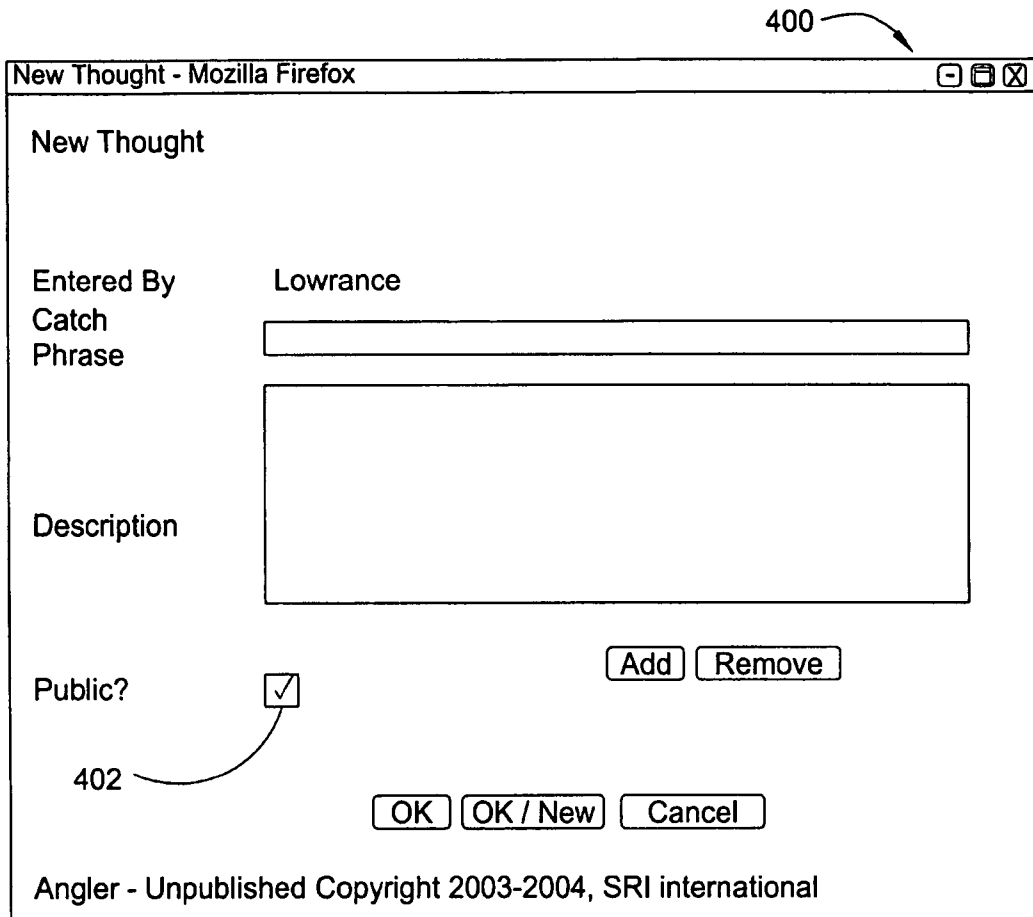 400
New Thought - Mozilla Firefox
New Thought
Entered By Lowrance
Catch
Phrase
Description
Add Remove
Public?
402
OK OK / New Cancel
Angler - Unpublished Copyright 2003-2004, SRI international